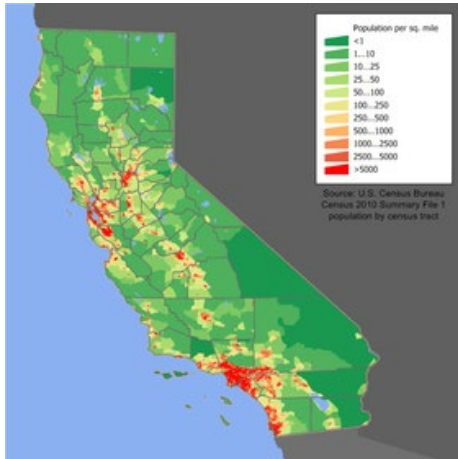 Population per sq. mile
<1
1...10
10...25
25...50
50...100
100...250
250...500
500...1000
1000...2500
2500...5000
>5000
Source: U.S. Census Bureau
Census 2010 Summary File 1
population by census tract